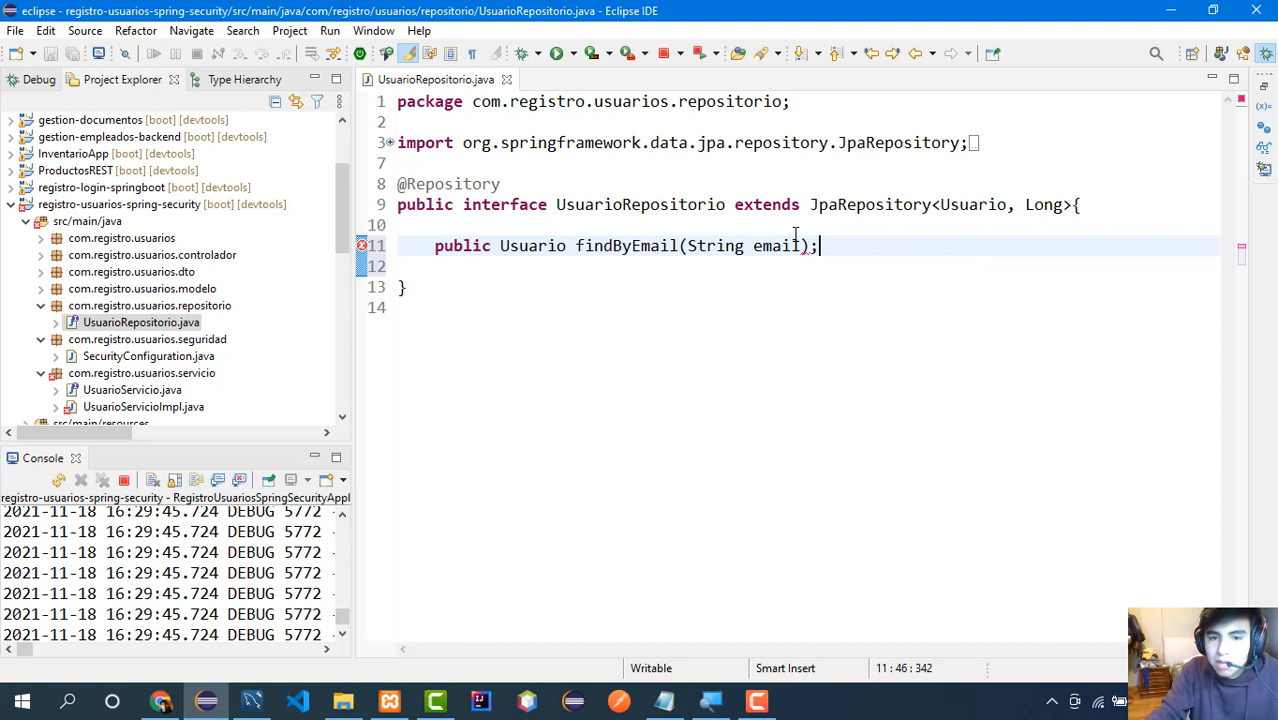 eclipse - registro-usuarios-spring-security/src/main/java/com/registro/usuarios/repositorio/UsuarioRepositorio.java - Eclipse IDE
File Edit Source Refactor Navigate Search Project Run Window Help
Debug Project Explorer Type Hierarchy
gestion-documentos [boot] [devtools]
gestion-empleados-backend [boot] [devtools]
InventarioApp [boot] [devtools]
ProductosREST [boot] [devtools]
registro-login-springboot [boot] [devtools]
registro-usuarios-spring-security [boot] [devtools]
src/main/java
com.registro.usuarios
com.registro.usuarios.controlador
com.registro.usuarios.dto
com.registro.usuarios.modelo
com.registro.usuarios.repositorio
UsuarioRepositorio.java
com.registro.usuarios.seguridad
SecurityConfiguration.java
com.registro.usuarios.servicio
UsuarioServicio.java
UsuarioServicioImpl.java
src/main/resources
UsuarioRepositorio.java
1 package com.registro.usuarios.repositorio;
2
3 import org.springframework.data.jpa.repository.JpaRepository;
7
8 @Repository
9 public interface UsuarioRepositorio extends JpaRepository<Usuario, Long>{
10
11 public Usuario findByEmail(String email);
12
13 }
14
Console
registro-usuarios-spring-security - RegistroUsuariosSpringSecurityAppl
2021-11-18 16:29:45.724 DEBUG 5772 -
2021-11-18 16:29:45.724 DEBUG 5772 -
2021-11-18 16:29:45.724 DEBUG 5772 -
2021-11-18 16:29:45.724 DEBUG 5772 -
2021-11-18 16:29:45.724 DEBUG 5772 -
2021-11-18 16:29:45.724 DEBUG 5772 -
2021-11-18 16:29:45.724 DEBUG 5772 -
Writable Smart Insert 11 : 46 : 342